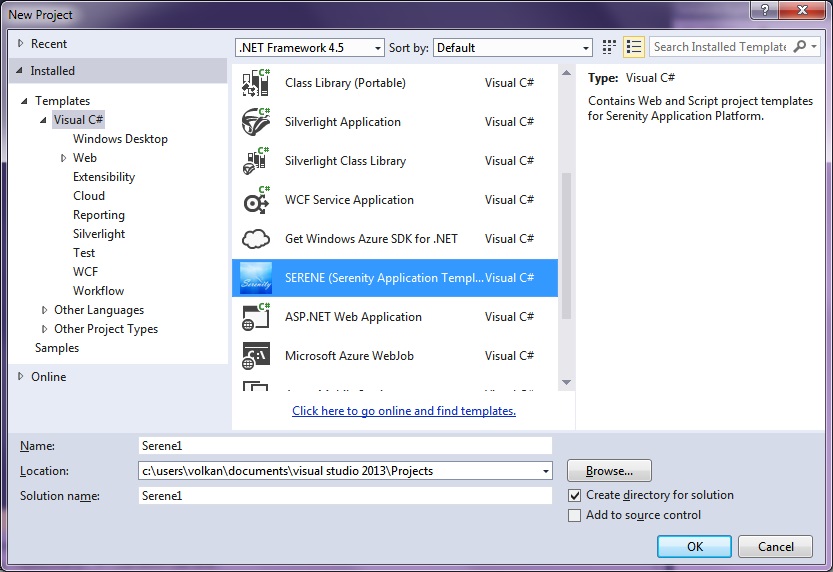 New Project
Recent
Installed
Templates
Visual C#
Windows Desktop
Web
Extensibility
Cloud
Reporting
Silverlight
Test
WCF
Workflow
Other Languages
Other Project Types
Samples
Online
.NET Framework 4.5 Sort by: Default
Class Library (Portable) Visual C#
Silverlight Application Visual C#
Silverlight Class Library Visual C#
WCF Service Application Visual C#
Get Windows Azure SDK for .NET Visual C#
Serenity
SERENE (Serenity Application Templ... Visual C#
ASP.NET Web Application Visual C#
Microsoft Azure WebJob Visual C#
Click here to go online and find templates.
Search Installed Template
Type: Visual C#
Contains Web and Script project templates
for Serenity Application Platform.
Name: Serene1
Location: c:\users\volkan\documents\visual studio 2013\Projects Browse...
Solution name: Serene1
Create directory for solution
Add to source control
OK Cancel